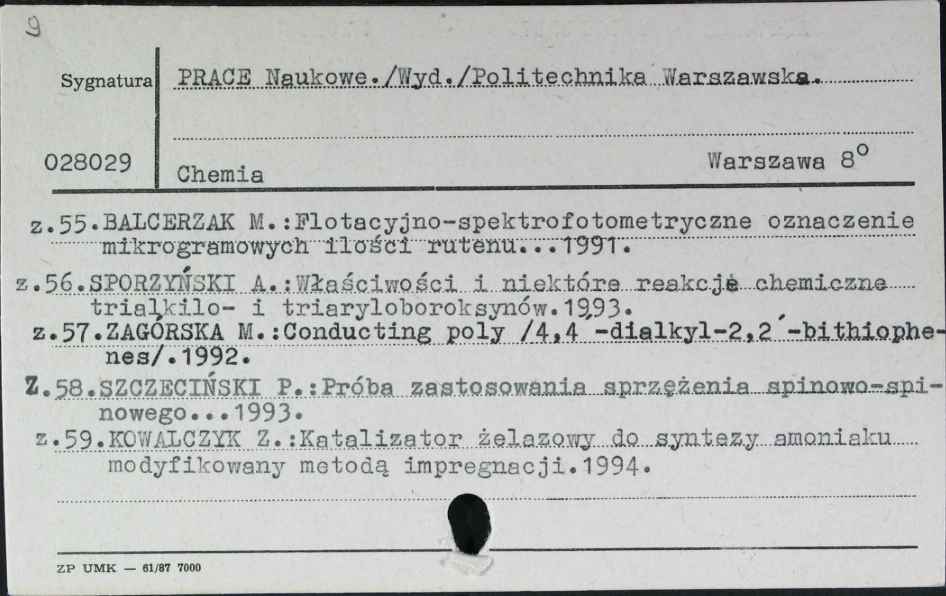 9
Sygnatura PRACE Naukowe./Wyd./Politechnika Warszawska.
028029 Chemia Warszawa 8°
z.55.BALCERZAK M.:Flotacyjno-spektrofotometryczne oznaczenie
mikrogramowych ilości rutenu...1991.
z.56.SPORZYŃSKI A.:Właściwości i niektóre reakcje chemiczne
trialkilo- i triaryloboroksynów.1993.
z.57.ZAGÓRSKA M.:Conducting poly /4,4 -dialkyl-2,2´-bithiophe-
nes/.1992.
Z.58.SZCZECIŃSKI P.:Próba zastosowania sprzężenia spinowo-spi-
nowego...1993.
z.59.KOWALCZYK Z.:Katalizator żelazowy do syntezy amoniaku
modyfikowany metodą impregnacji.1994.
ZP UMK — 61/87 7000